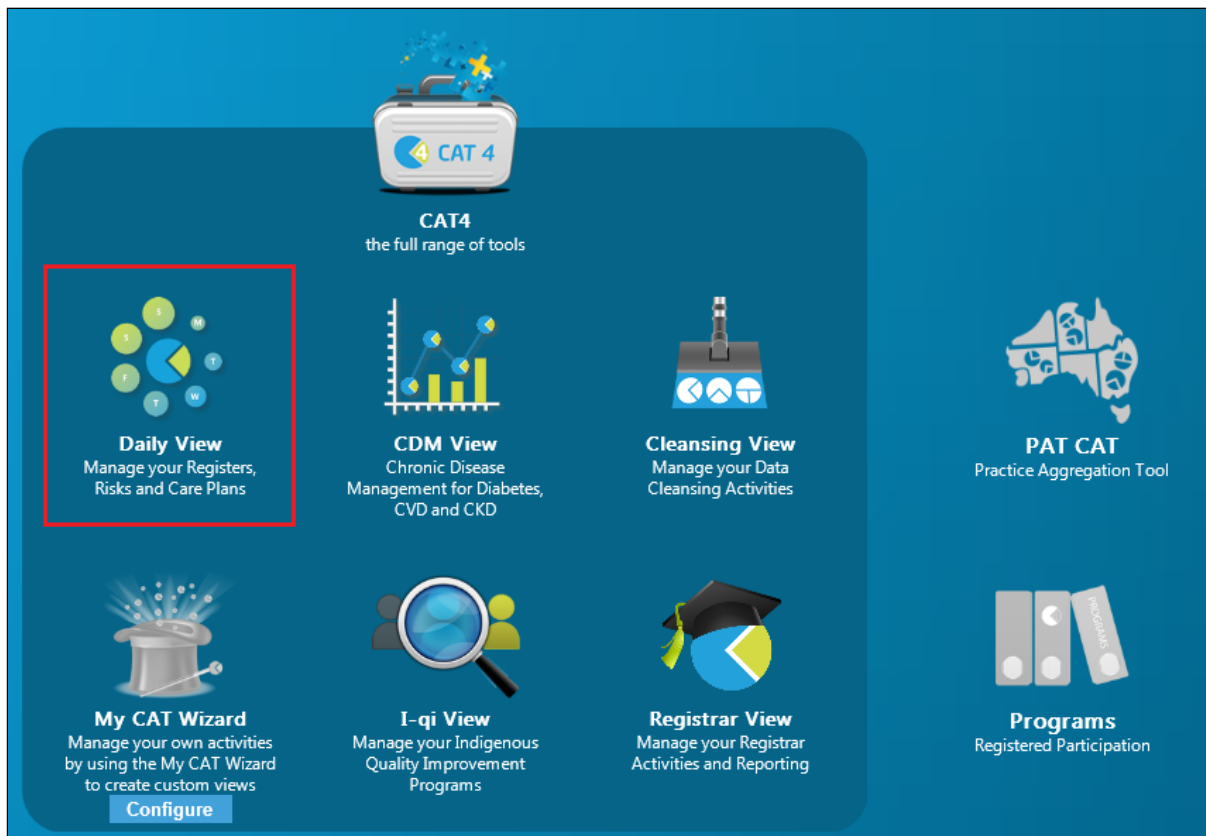 4 CAT 4
CAT4
the full range of tools
S
S
M
F
T
T
W
Daily View
Manage your Registers,
Risks and Care Plans
CDM View
Chronic Disease
Management for Diabetes,
CVD and CKD
Cleansing View
Manage your Data
Cleansing Activities
PAT CAT
Practice Aggregation Tool
My CAT Wizard
Manage your own activities
by using the My CAT Wizard
to create custom views
Configure
I-qi View
Manage your Indigenous
Quality Improvement
Programs
Registrar View
Manage your Registrar
Activities and Reporting
PROGRAMS
Programs
Registered Participation